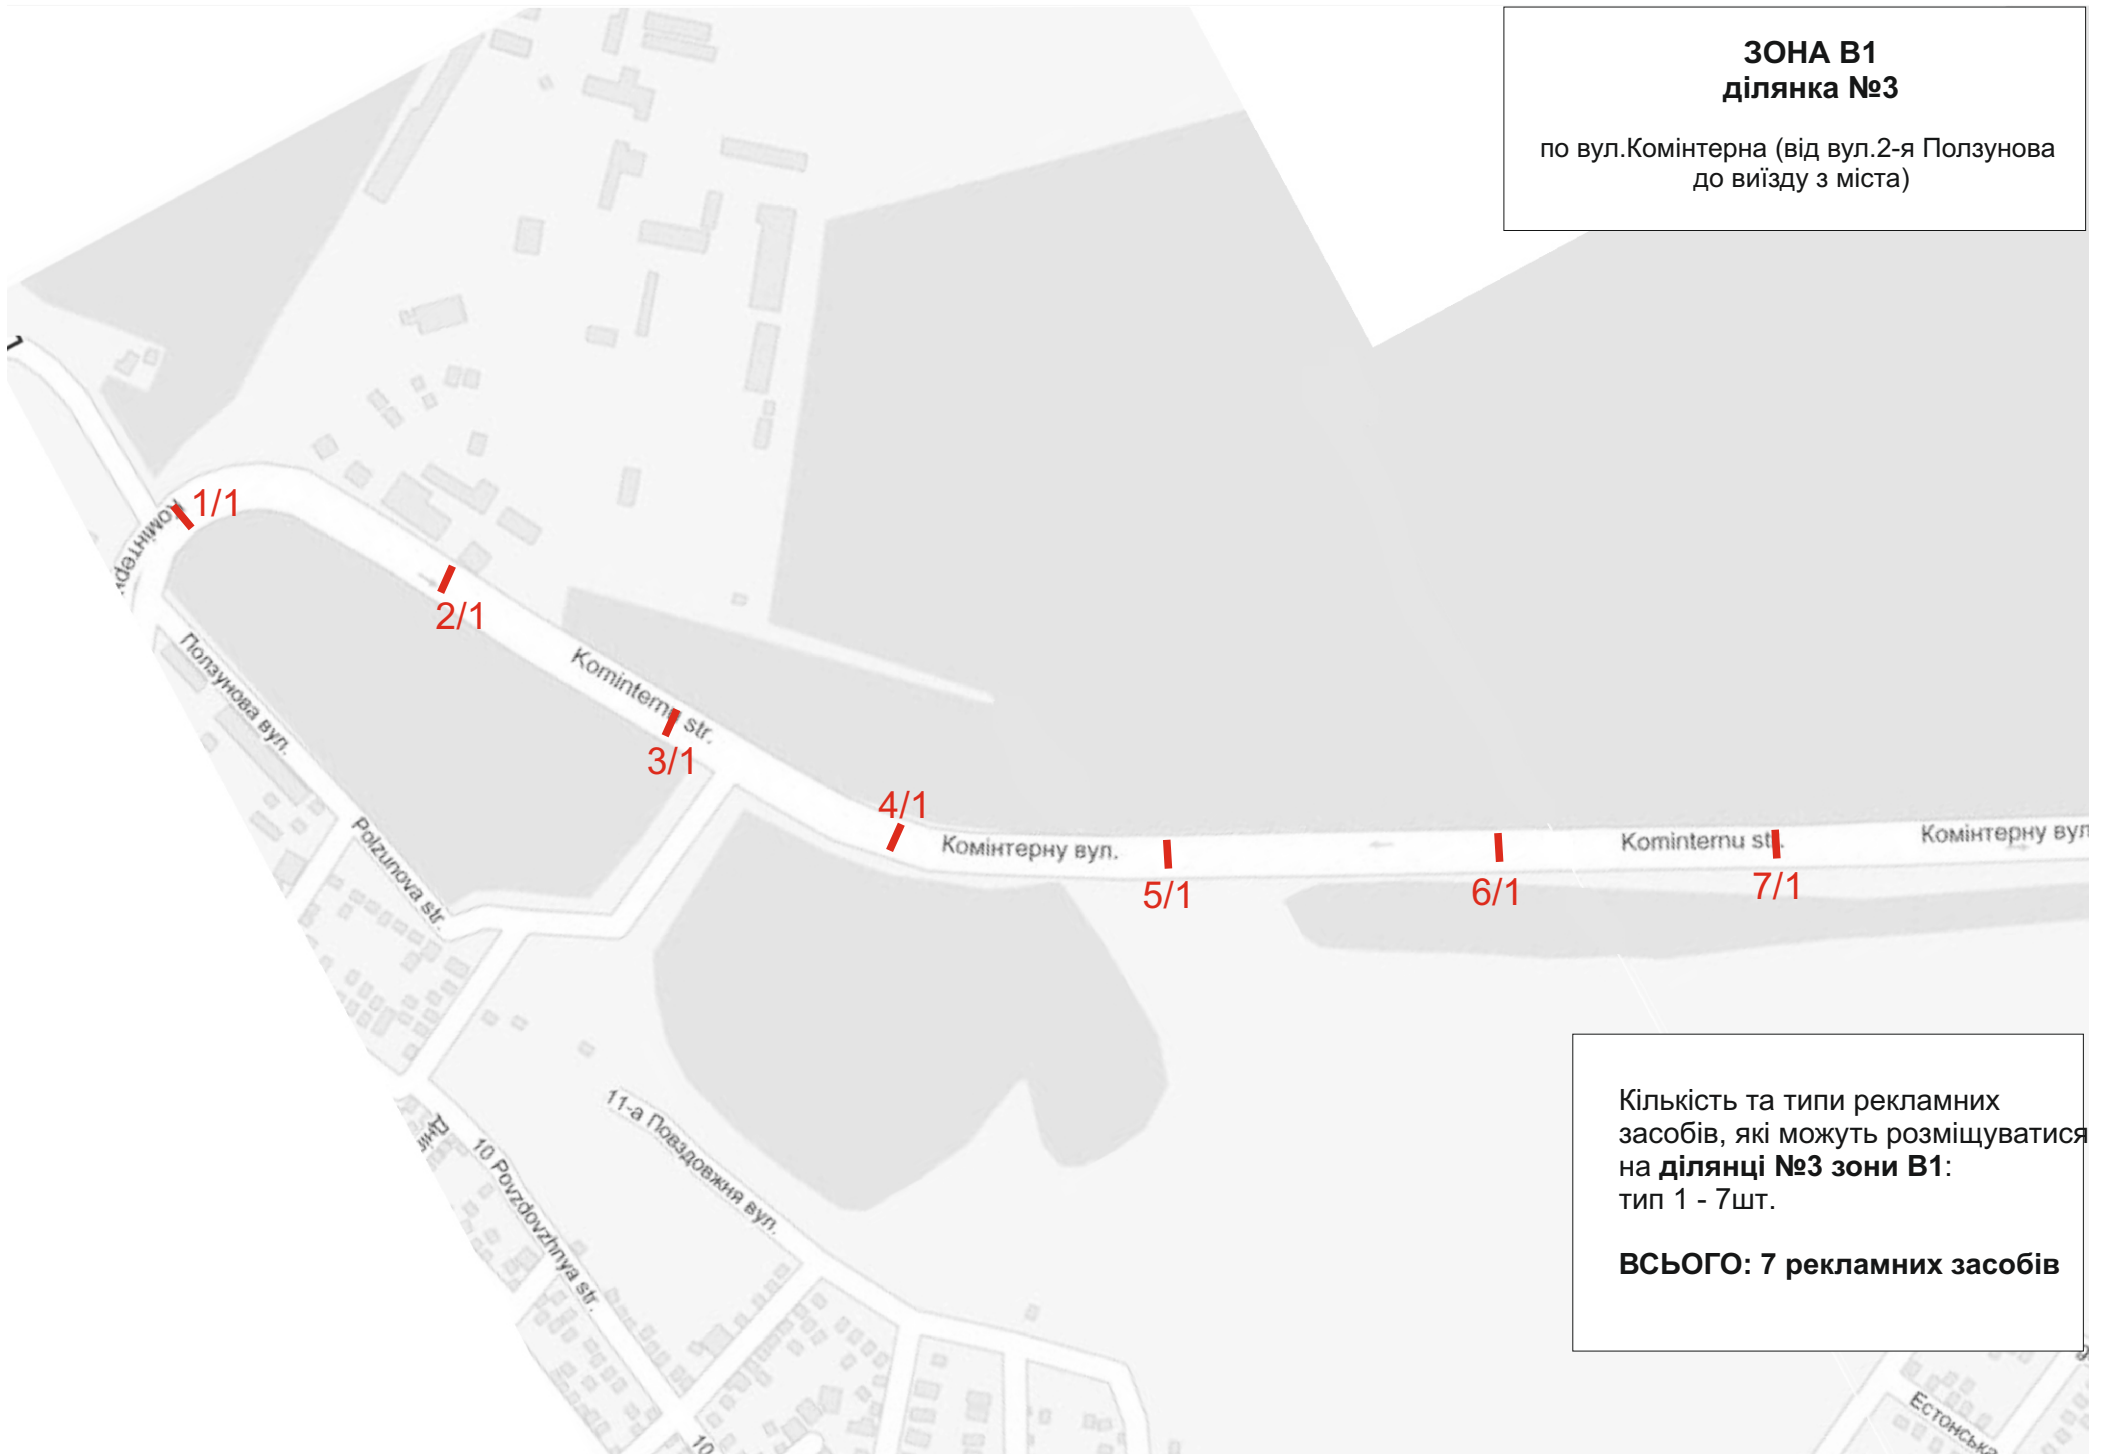 ЗОНА В1
ділянка №3
по вул.Комінтерна (від вул.2-я Ползунова
до виїзду з міста)
1
1/1
2/1
Ползунова вул.
Kominternu str.
3/1
4/1
Комінтерну вул.
5/1
6/1
Kominternu str.
7/1
Комінтерну вул
Polzunova str.
11-а Повздовжня вул.
10 Povzdovzhnya str.
10
Кількість та типи рекламних
засобів, які можуть розміщуватися
на ділянці №3 зони В1:
тип 1 - 7шт.
ВСЬОГО: 7 рекламних засобів
Естонська